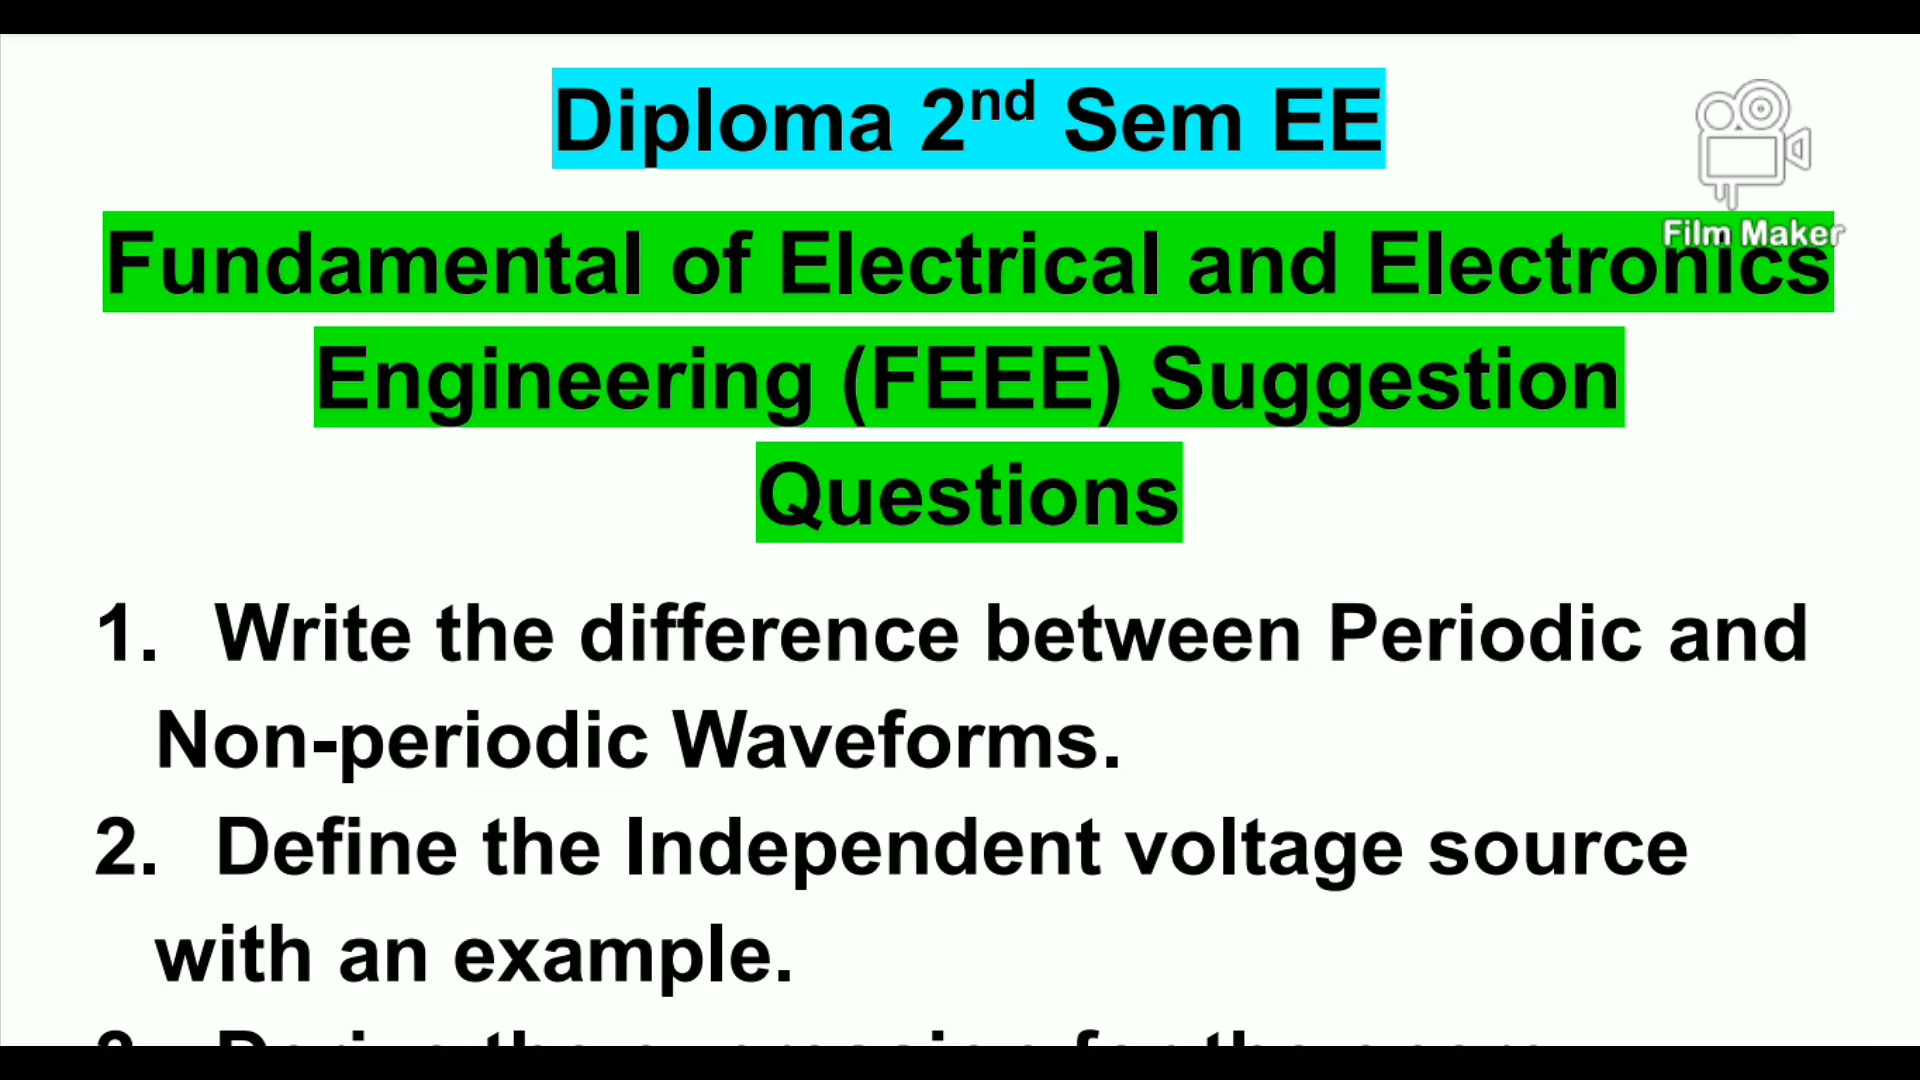 Diploma 2nd Sem EE
Film Maker
Fundamental of Electrical and Electronics
Engineering (FEEE) Suggestion
Questions
1. Write the difference between Periodic and
Non-periodic Waveforms.
2. Define the Independent voltage source
with an example.